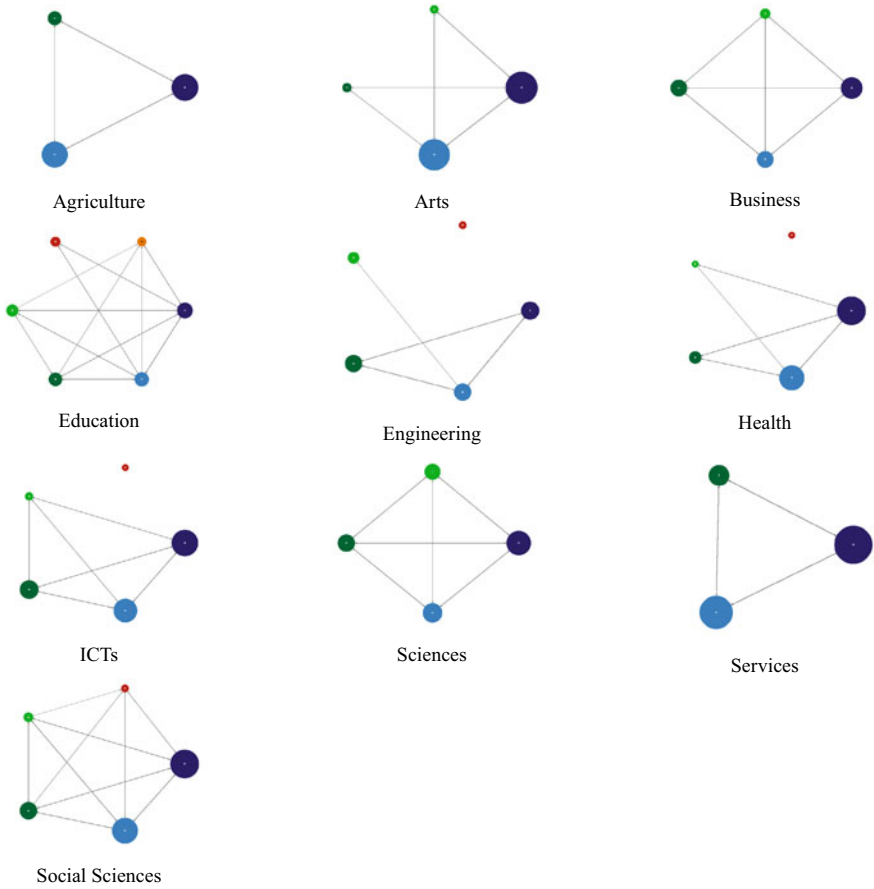 Agriculture
Arts
Business
Education
Engineering
Health
ICTs
Sciences
Services
Social Sciences